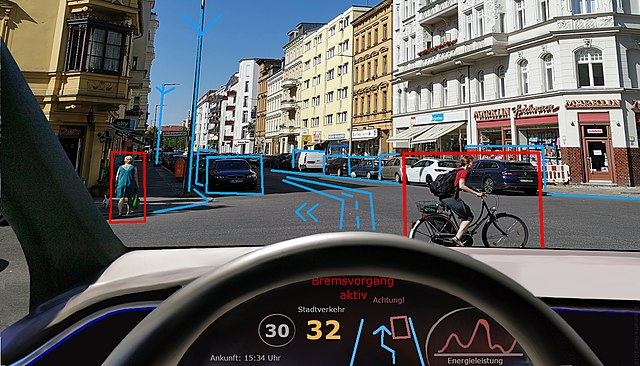 Bremsvorgang
aktiv
Achtung!
Stadtverkehr
30
32
Ankunft: 15:34 Uhr
Energieleistung